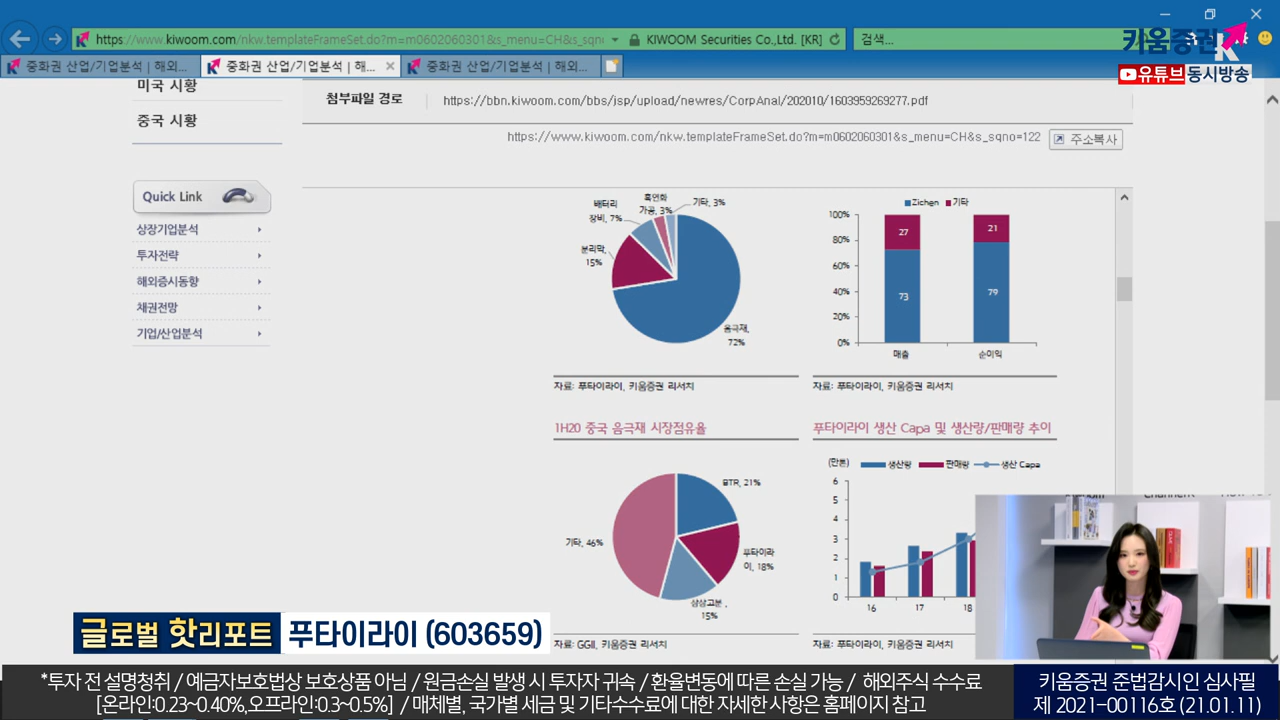 https://www.kiwoom.com/nkw.templateFrameSet.do?m=m0602060301&s_menu=CH&s_sqno
KIWOOM Securities Co.,Ltd. [KR]
검색...
키움증권
유튜브동시방송
중화권 산업/기업분석 | 해외...
중화권 산업/기업분석 | 해...
중화권 산업/기업분석 | 해외...
미국 시황
중국 시황
첨부파일 경로
https://bbn.kiwoom.com/bbs/jsp/upload/newres/CorpAnal/202010/1603959269277.pdf
https://www.kiwoom.com/nkw.templateFrameSet.do?m=m0602060301&s_menu=CH&s_sqno=122
주소복사
Quick Link
상장기업분석
투자전략
해외증시동향
채권전망
기업/산업분석
배터리
장비, 7%
흑연화
가공, 3%
기타, 3%
분리막,
15%
음극재,
72%
Zichen 기타
100%
80%
60%
40%
20%
0%
27
73
21
79
매출
순이익
자료: 푸타이라이, 키움증권 리서치
자료: 푸타이라이, 키움증권 리서치
1H20 중국 음극재 시장점유율
푸타이라이 생산 Capa 및 생산량/판매량 추이
BTR, 21%
푸타이라
이, 18%
샨샨고분,
15%
기타, 46%
(만톤)
생산량 판매량 생산 Capa
6
5
4
3
2
1
0
16
17
18
자료: GGII, 키움증권 리서치
자료: 푸타이라이, 키움증권 리서치
글로벌 핫리포트
푸타이라이 (603659)
*투자 전 설명청취 / 예금자보호법상 보호상품 아님 / 원금손실 발생 시 투자자 귀속 / 환율변동에 따른 손실 가능 / 해외주식 수수료
[온라인:0.23~0.40%,오프라인:0.3~0.5%] / 매체별, 국가별 세금 및 기타수수료에 대한 자세한 사항은 홈페이지 참고
키움증권 준법감시인 심사필
제 2021-00116호 (21.01.11)